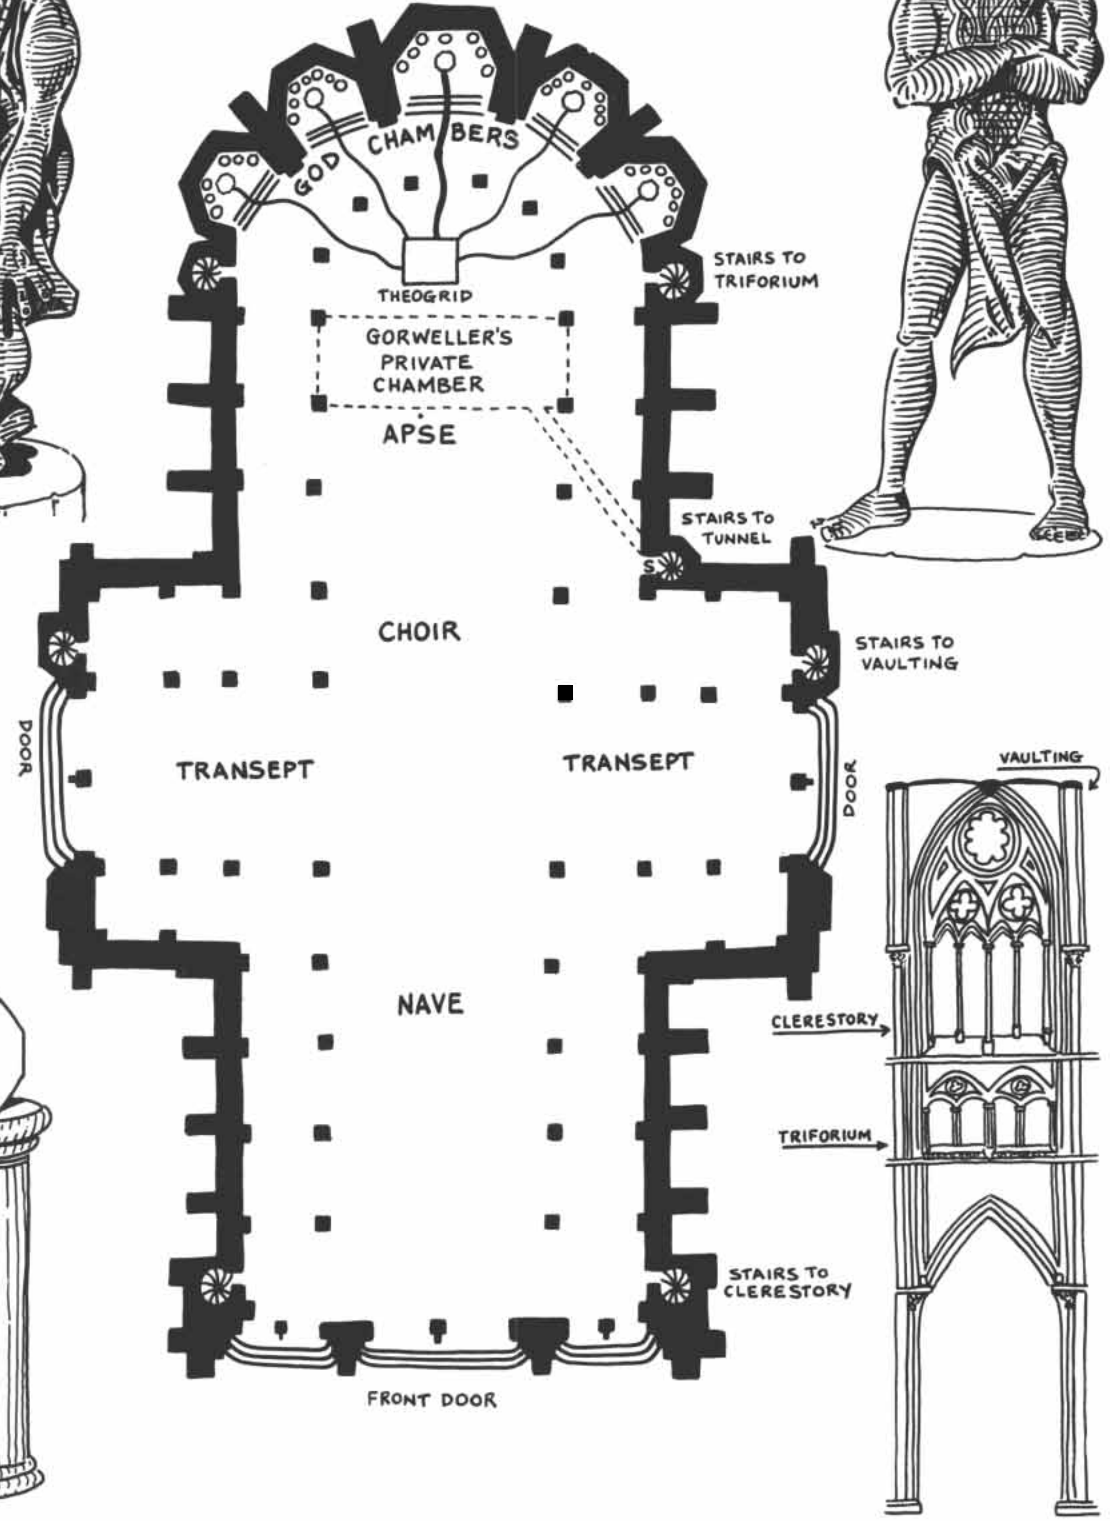 GOD CHAMBERS
THEOGRID
STAIRS TO
TRIFORIUM
GORWELLER'S
PRIVATE
CHAMBER
APSE
STAIRS TO
TUNNEL
S
CHOIR
STAIRS TO
VAULTING
DOOR
TRANSEPT
TRANSEPT
DOOR
VAULTING
NAVE
CLERESTORY
TRIFORIUM
STAIRS TO
CLERESTORY
FRONT DOOR